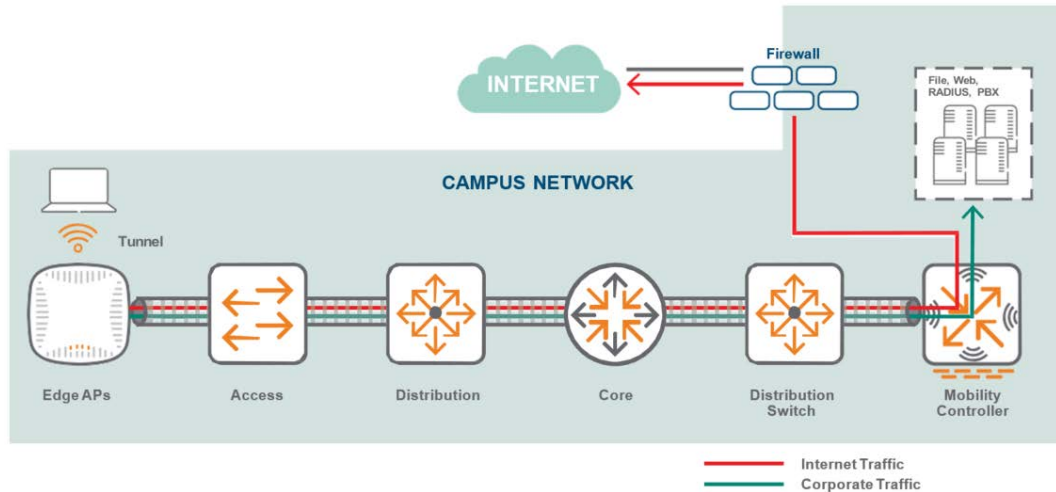 Firewall
INTERNET
File, Web,
RADIUS, PBX
CAMPUS NETWORK
Tunnel
Edge APs
Access
Distribution
Core
Distribution
Switch
Mobility
Controller
Internet Traffic
Corporate Traffic